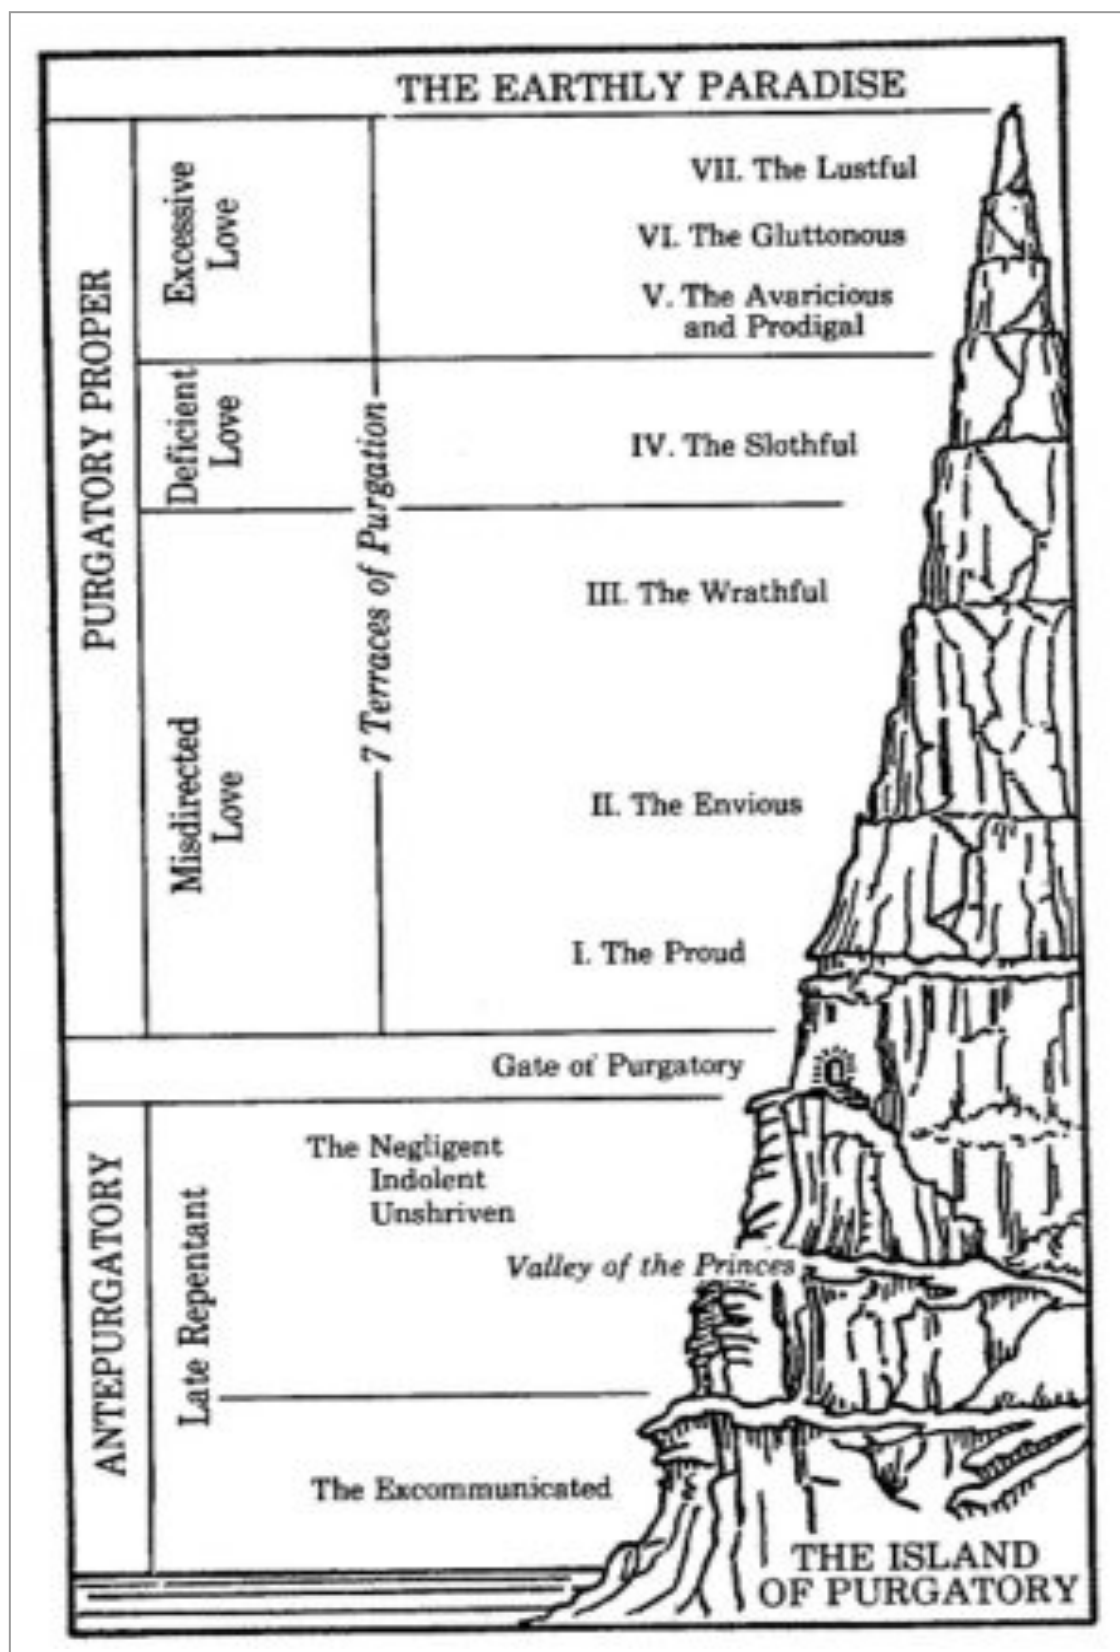 THE EARTHLY PARADISE
PURGATORY PROPER
Excessive
Love
VII. The Lustful
VI. The Gluttonous
V. The Avaricious
and Prodigal
Deficient
Love
7 Terraces of Purgation
IV. The Slothful
Misdirected
Love
III. The Wrathful
II. The Envious
I. The Proud
Gate of Purgatory
ANTEPURGATORY
Late Repentant
The Negligent
Indolent
Unshriven
Valley of the Princes
The Excommunicated
THE ISLAND
OF PURGATORY